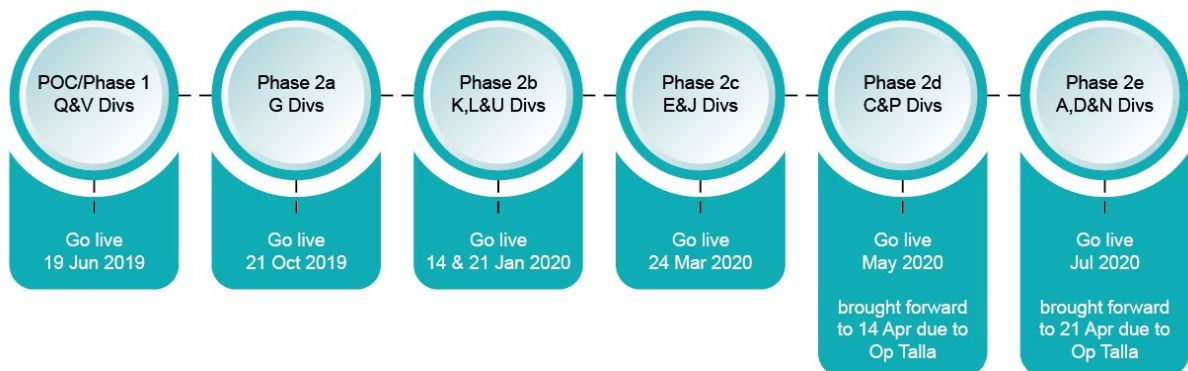 POC/Phase 1
Q&V Divs
Phase 2a
G Divs
Phase 2b
K,L&U Divs
Phase 2c
E&J Divs
Phase 2d
C&P Divs
Phase 2e
A,D&N Divs
Go live
19 Jun 2019
Go live
21 Oct 2019
Go live
14 & 21 Jan 2020
Go live
24 Mar 2020
Go live
May 2020
brought forward
to 14 Apr due to
Op Talla
Go live
Jul 2020
brought forward
to 21 Apr due to
Op Talla